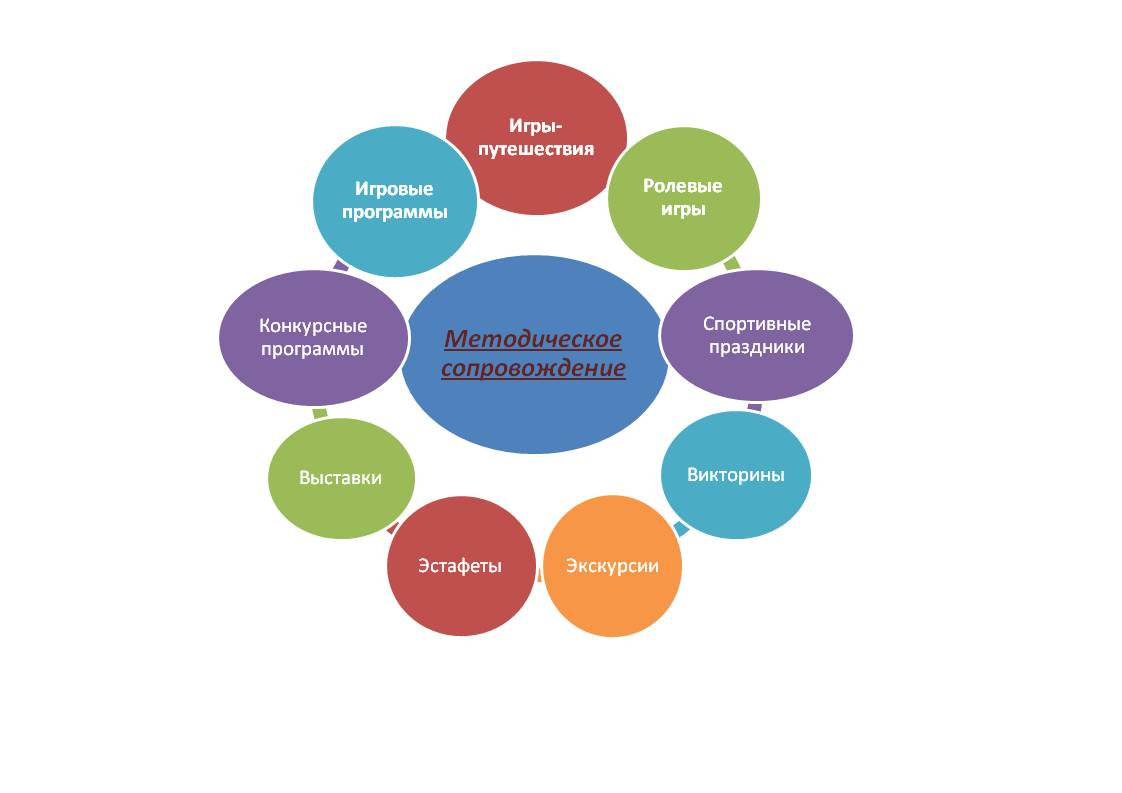 Игры-
путешествия
Ролевые
игры
Спортивные
праздники
Викторины
Экскурсии
Эстафеты
Выставки
Конкурсные
программы
Игровые
программы
Методическое
сопровождение